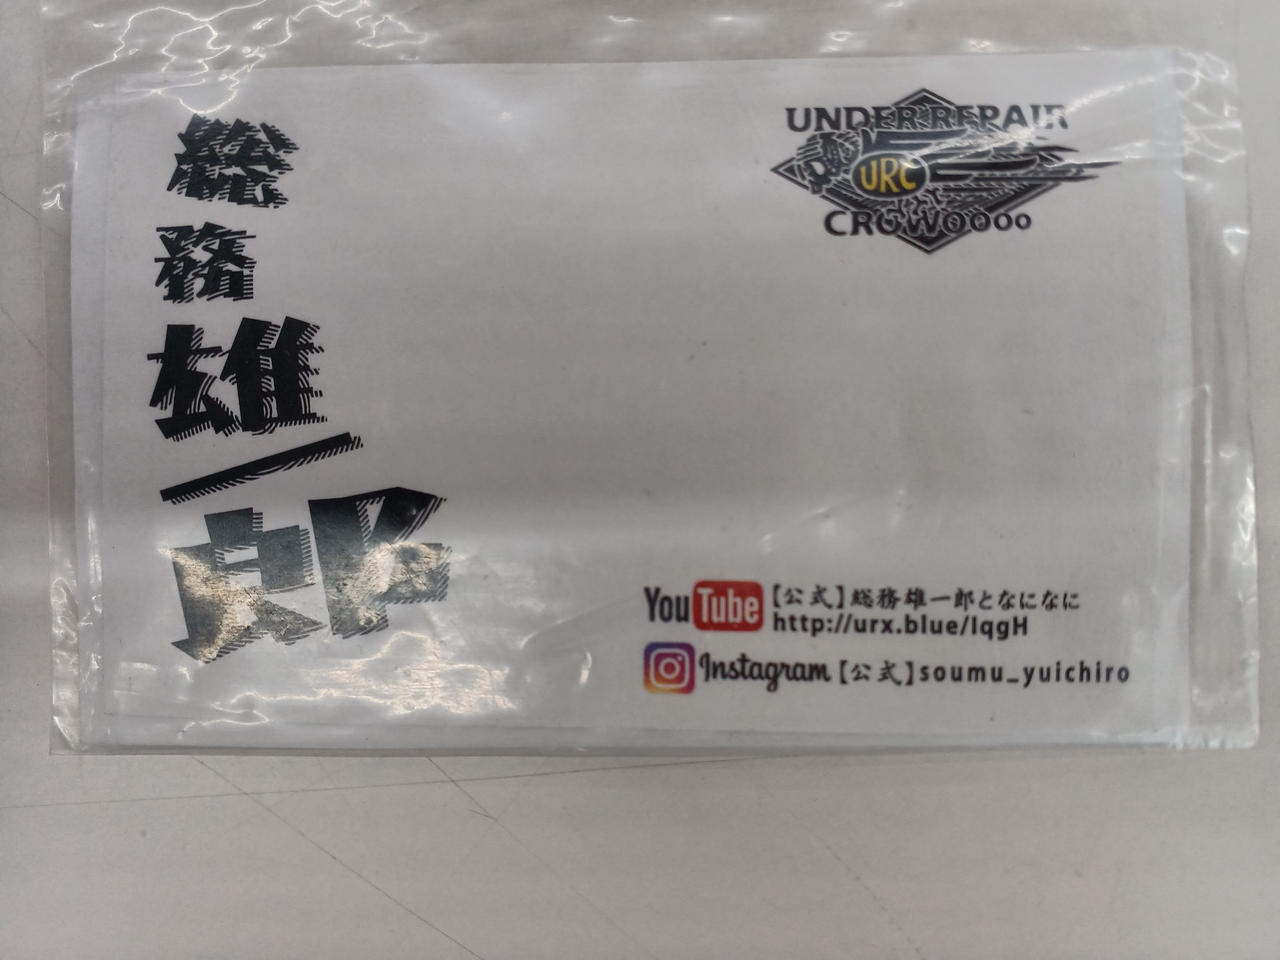 総務雄一郎
UNDER REPAIR
URC
CROWOOOO
YouTube【公式】総務雄一郎となになに
http://urx.blue/IqgH
Instagram【公式】soumu_yuichiro